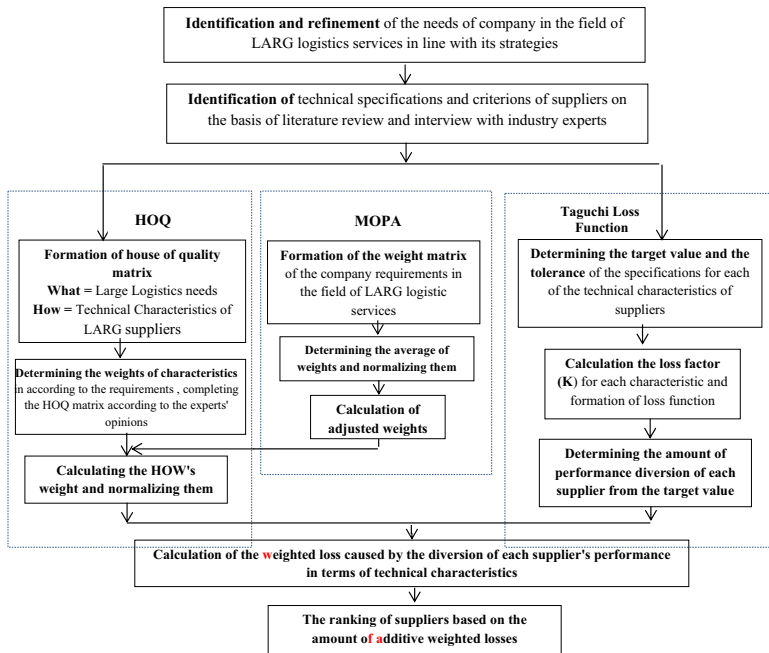 Identification and refinement of the needs of company in the field of
LARG logistics services in line with its strategies
Identification of technical specifications and criterions of suppliers on
the basis of literature review and interview with industry experts
HOQ
Formation of house of quality
matrix
What = Large Logistics needs
How = Technical Characteristics of
LARG suppliers
Determining the weights of characteristics
in according to the requirements , completing
the HOQ matrix according to the experts'
opinions
Calculating the HOW's
weight and normalizing them
MOPA
Formation of the weight matrix
of the company requirements in
the field of LARG logistic
services
Determining the average of
weights and normalizing them
Calculation of
adjusted weights
Taguchi Loss
Function
Determining the target value and the
tolerance of the specifications for each
of the technical characteristics of
suppliers
Calculation the loss factor
(K) for each characteristic and
formation of loss function
Determining the amount of
performance diversion of each
supplier from the target value
Calculation of the weighted loss caused by the diversion of each supplier's performance
in terms of technical characteristics
The ranking of suppliers based on the
amount of additive weighted losses